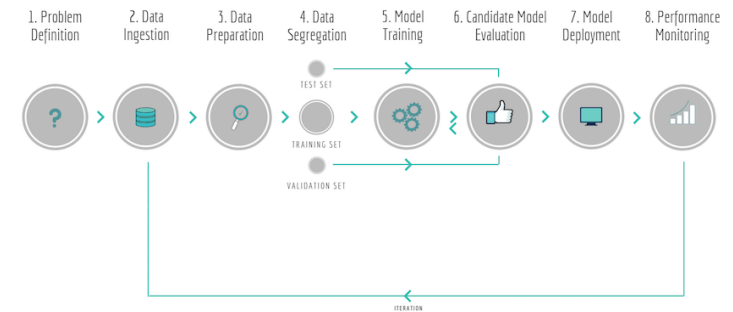 1. Problem
Definition
2. Data
Ingestion
3. Data
Preparation
4. Data
Segregation
5. Model
Training
6. Candidate Model
Evaluation
7. Model
Deployment
8. Performance
Monitoring
?
TEST SET
TRAINING SET
VALIDATION SET
ITERATION